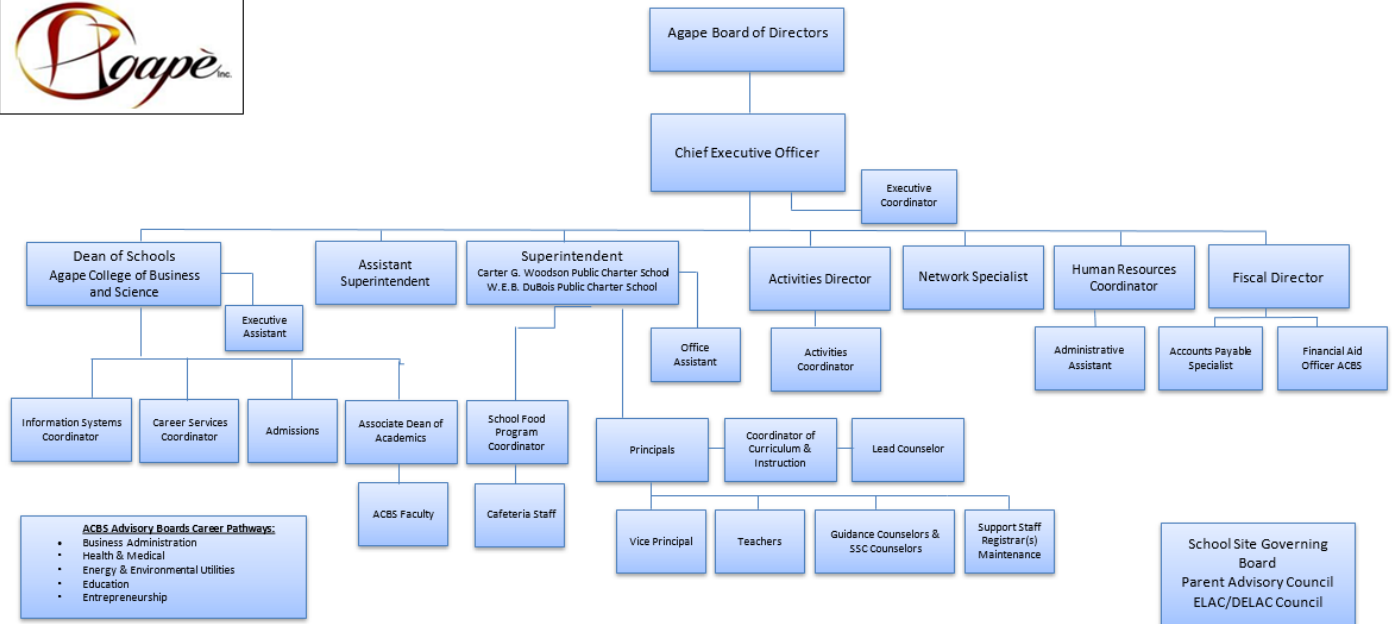 Agapè Inc.
Agape Board of Directors
Chief Executive Officer
Executive
Coordinator
Dean of Schools
Agape College of Business
and Science
Executive
Assistant
Assistant
Superintendent
Superintendent
Carter G. Woodson Public Charter School
W.E.B. DuBois Public Charter School
Office
Assistant
Activities Director
Activities
Coordinator
Network Specialist
Human Resources
Coordinator
Administrative
Assistant
Fiscal Director
Accounts Payable
Specialist
Financial Aid
Officer ACBS
Information Systems
Coordinator
Career Services
Coordinator
Admissions
Associate Dean of
Academics
ACBS Faculty
School Food
Program
Coordinator
Cafeteria Staff
Principals
Coordinator of
Curriculum &
Instruction
Lead Counselor
Vice Principal
Teachers
Guidance Counselors &
SSC Counselors
Support Staff
Registrar(s)
Maintenance
ACBS Advisory Boards Career Pathways:
• Business Administration
• Health & Medical
• Energy & Environmental Utilities
• Education
• Entrepreneurship
School Site Governing
Board
Parent Advisory Council
ELAC/DELAC Council